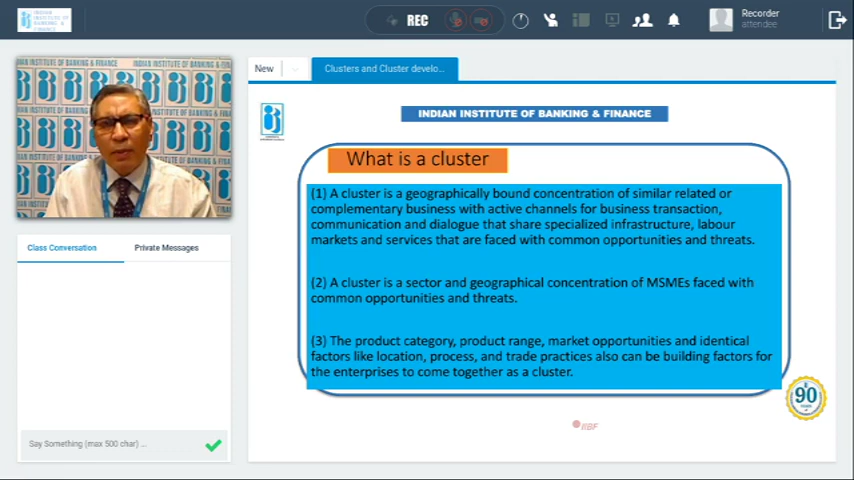 INDIAN
INSTITUTE OF
BANKING &
FINANCE
REC
Recorder
attendee
New
Clusters and Cluster develo...
INDIAN INSTITUTE OF BANKING & FINANCE
What is a cluster
(1) A cluster is a geographically bound concentration of similar related or
complementary business with active channels for business transaction,
communication and dialogue that share specialized infrastructure, labour
markets and services that are faced with common opportunities and threats.
(2) A cluster is a sector and geographical concentration of MSMEs faced with
common opportunities and threats.
(3) The product category, product range, market opportunities and identical
factors like location, process, and trade practices also can be building factors for
the enterprises to come together as a cluster.
IIBF
90
Class Conversation
Private Messages
Say Something (max 500 char) ...